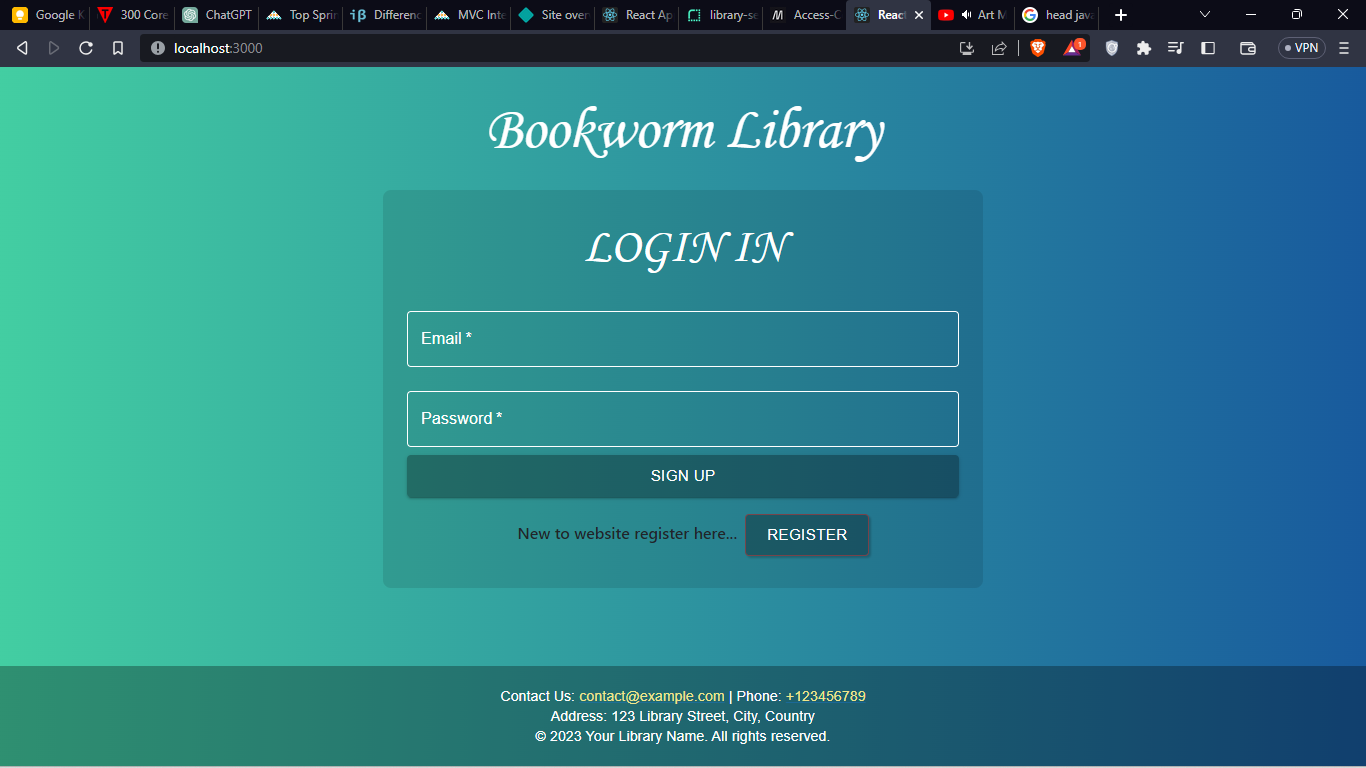 Google K 300 Core ChatGPT Top Sprin Differenc MVC Inte Site over React Ap library-se Access-C React Art M head java
localhost:3000
1
VPN
Bookworm Library
LOGIN IN
Email *
Password *
SIGN UP
New to website register here... REGISTER
Contact Us: contact@example.com | Phone: +123456789
Address: 123 Library Street, City, Country
© 2023 Your Library Name. All rights reserved.